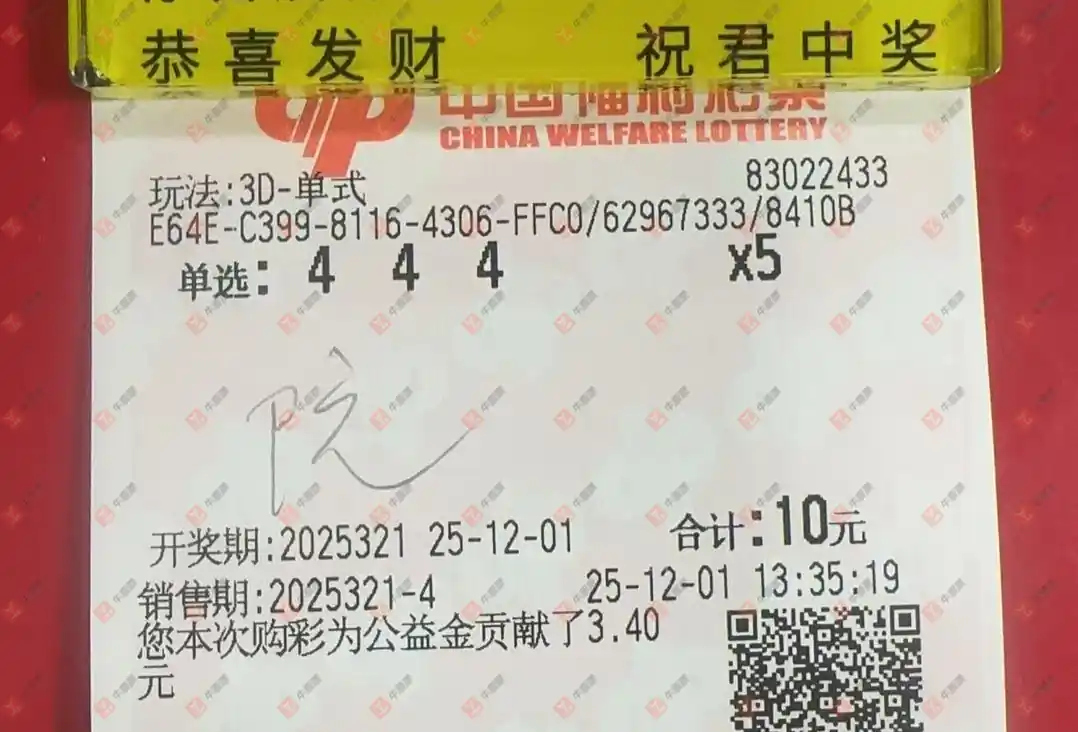 恭喜发财 祝君中奖
中国福利彩票
CHINA WELFARE LOTTERY
玩法:3D-单式 83022433
E64E-C399-8116-4306-FFC0/62967333/8410B
单选: 4 4 4 x5
开奖期:2025321 25-12-01 合计:10元
销售期:2025321-4 25-12-01 13:35:19
您本次购彩为公益金贡献了3.40
元